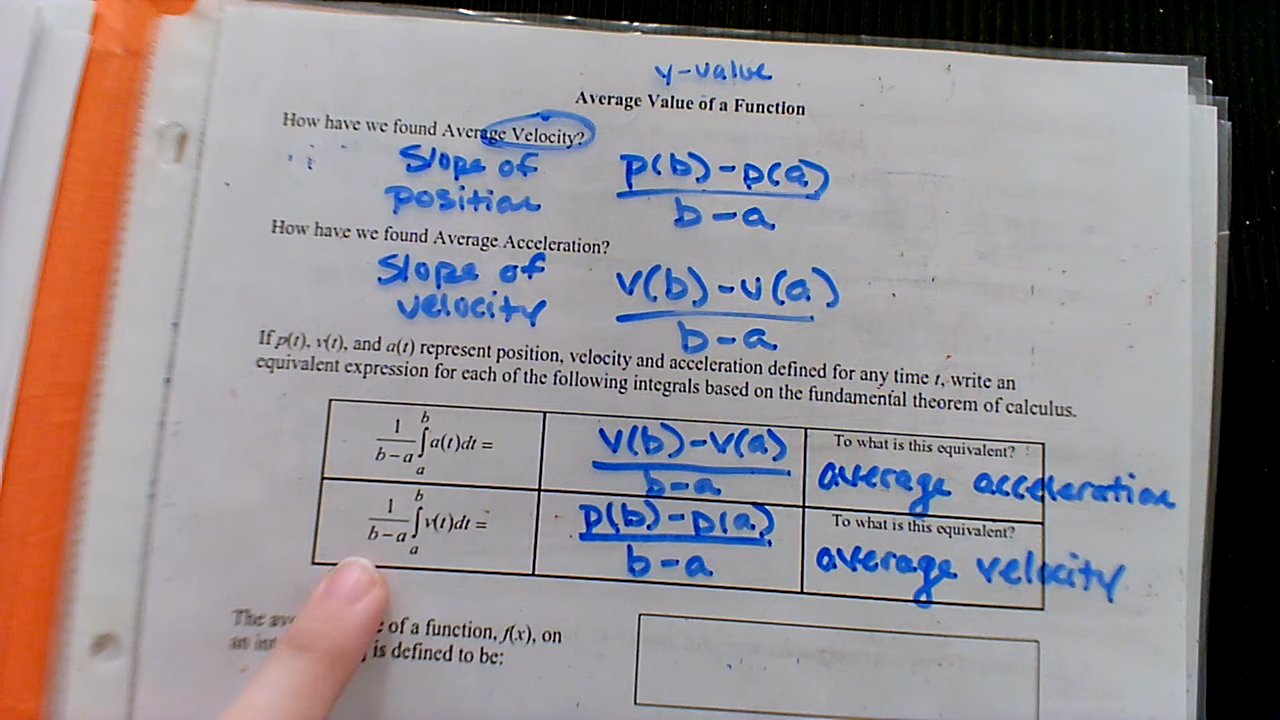 y-value
Average Value of a Function
How have we found Average Velocity?
Slope of
position
p(b)-p(a)
b-a
How have we found Average Acceleration?
Slope of
velocity
v(b)-v(a)
b-a
If p(t), v(t), and a(t) represent position, velocity and acceleration defined for any time t, write an
equivalent expression for each of the following integrals based on the fundamental theorem of calculus.
1/(b-a) ∫_a^b a(t)dt =
v(b)-v(a)
b-a
To what is this equivalent?
average acceleration
1/(b-a) ∫_a^b v(t)dt =
p(b)-p(a)
b-a
To what is this equivalent?
average velocity
The of a function, f(x), on
an is defined to be: